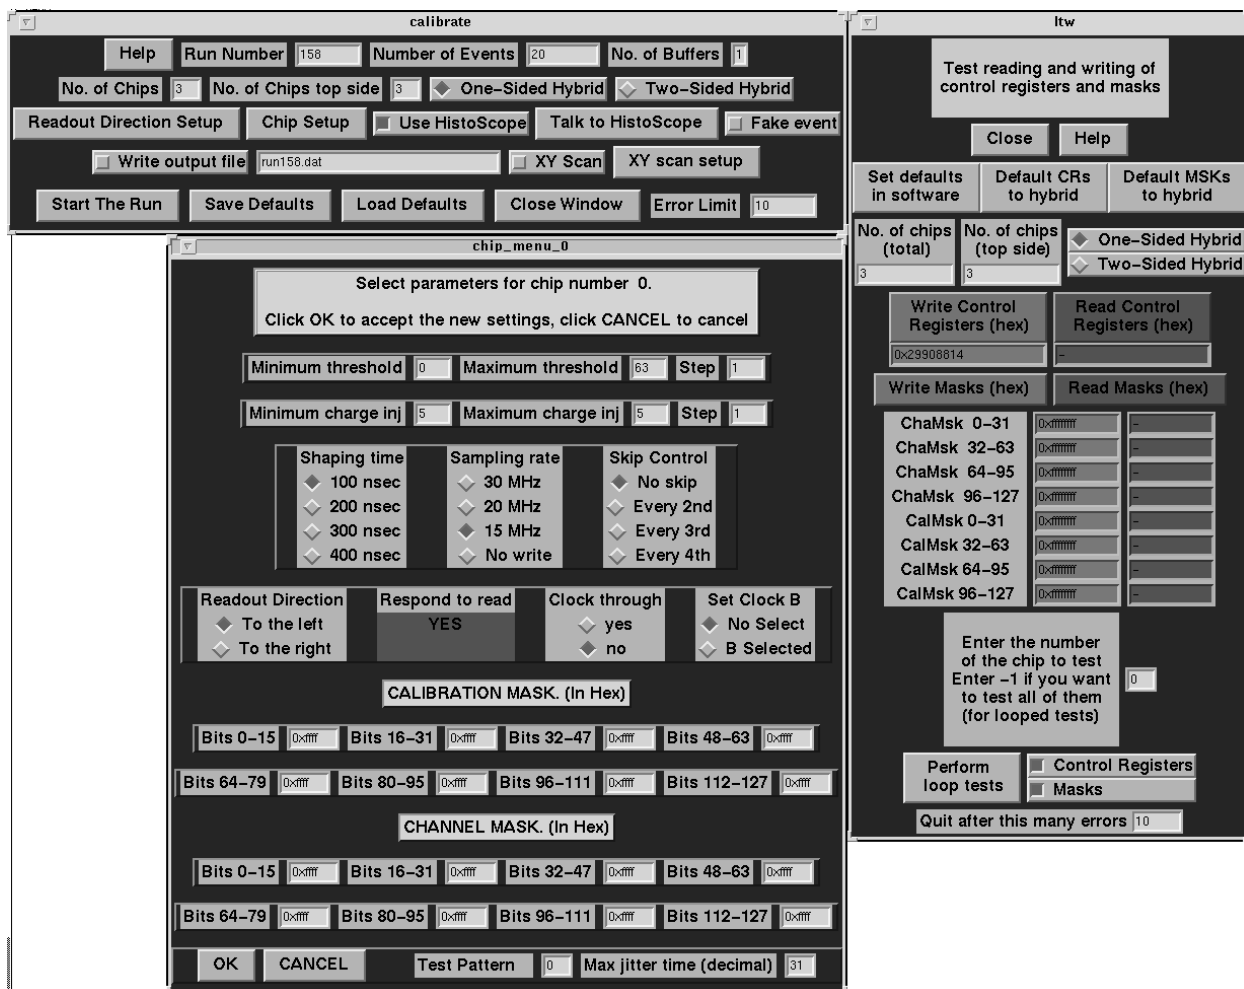 calibrate
Help Run Number 158 Number of Events 20 No. of Buffers 1
No. of Chips 3 No. of Chips top side 3 One-Sided Hybrid Two-Sided Hybrid
Readout Direction Setup Chip Setup Use HistoScope Talk to HistoScope Fake event
Write output file run158.dat XY Scan XY scan setup
Start The Run Save Defaults Load Defaults Close Window Error Limit 10
chip_menu_0
Select parameters for chip number 0.
Click OK to accept the new settings, click CANCEL to cancel
Minimum threshold 0 Maximum threshold 63 Step 1
Minimum charge inj 5 Maximum charge inj 5 Step 1
Shaping time Sampling rate Skip Control
100 nsec 30 MHz No skip
200 nsec 20 MHz Every 2nd
300 nsec 15 MHz Every 3rd
400 nsec No write Every 4th
Readout Direction Respond to read Clock through Set Clock B
To the left YES yes No Select
To the right no B Selected
CALIBRATION MASK. (In Hex)
Bits 0-15 0xffff Bits 16-31 0xffff Bits 32-47 0xffff Bits 48-63 0xffff
Bits 64-79 0xffff Bits 80-95 0xffff Bits 96-111 0xffff Bits 112-127 0xffff
CHANNEL MASK. (In Hex)
Bits 0-15 0xffff Bits 16-31 0xffff Bits 32-47 0xffff Bits 48-63 0xffff
Bits 64-79 0xffff Bits 80-95 0xffff Bits 96-111 0xffff Bits 112-127 0xffff
OK CANCEL Test Pattern 0 Max jitter time (decimal) 31
ltw
Test reading and writing of
control registers and masks
Close Help
Set defaults Default CRs Default MSKs
in software to hybrid to hybrid
No. of chips No. of chips One-Sided Hybrid
(total) (top side) Two-Sided Hybrid
3 3
Write Control Read Control
Registers (hex) Registers (hex)
0x29908814 -
Write Masks (hex) Read Masks (hex)
ChaMsk 0-31 0xffffffff -
ChaMsk 32-63 0xffffffff -
ChaMsk 64-95 0xffffffff -
ChaMsk 96-127 0xffffffff -
CalMsk 0-31 0xffffffff -
CalMsk 32-63 0xffffffff -
CalMsk 64-95 0xffffffff -
CalMsk 96-127 0xffffffff -
Enter the number
of the chip to test
Enter -1 if you want 0
to test all of them
(for looped tests)
Perform Control Registers
loop tests Masks
Quit after this many errors 10